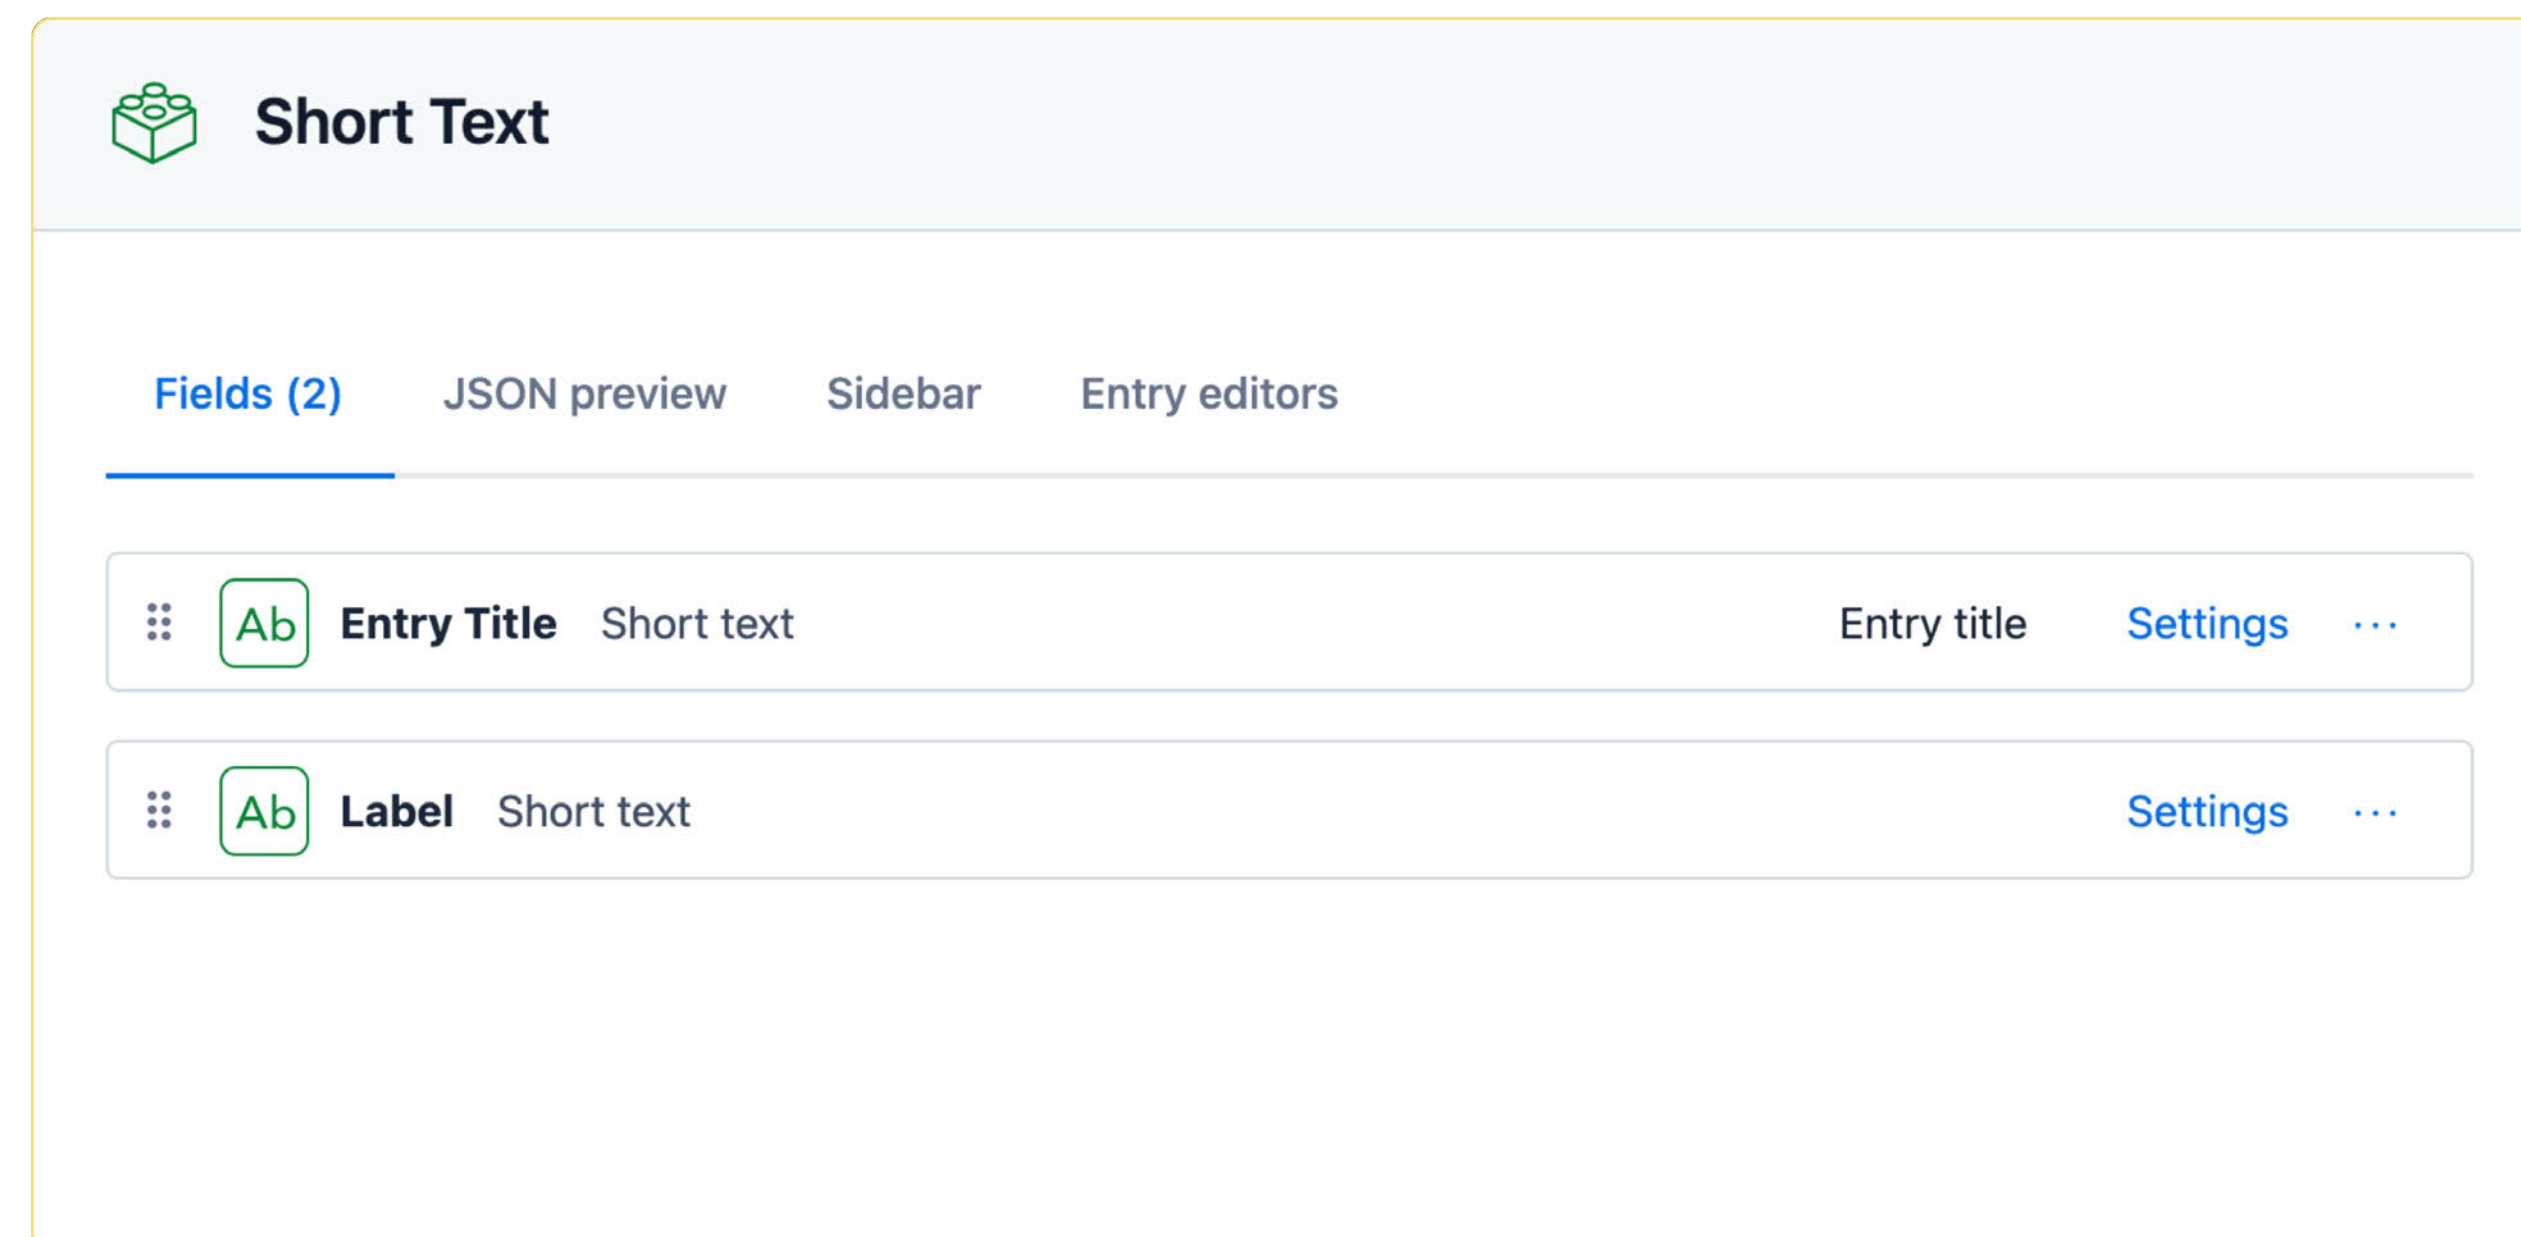 Short Text
Fields (2) JSON preview Sidebar Entry editors
Ab Entry Title Short text Entry title Settings ...
Ab Label Short text Settings ...